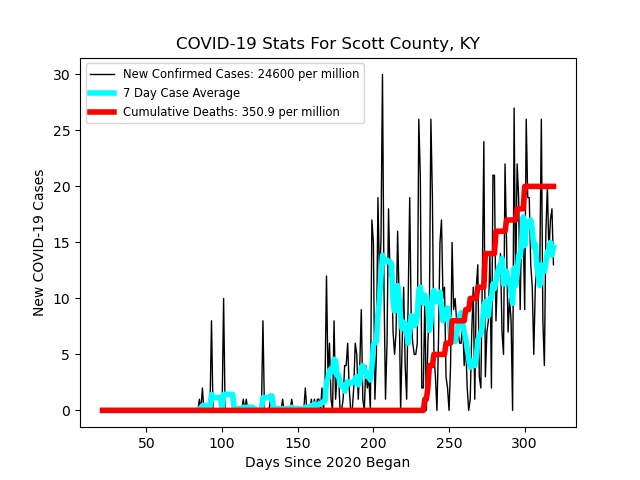 COVID-19 Stats For Scott County, KY
New Confirmed Cases: 24600 per million
7 Day Case Average
Cumulative Deaths: 350.9 per million
New COVID-19 Cases
30
25
20
15
10
5
0
50 100 150 200 250 300
Days Since 2020 Began